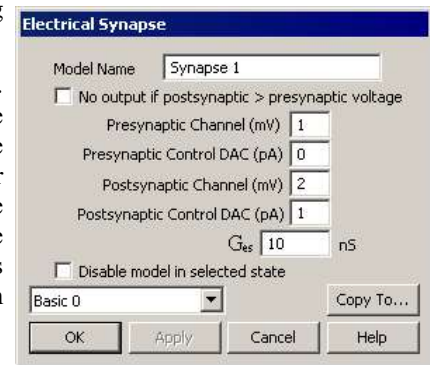 Electrical Synapse
Model Name Synapse 1
No output if postsynaptic > presynaptic voltage
Presynaptic Channel (mV) 1
Presynaptic Control DAC (pA) 0
Postsynaptic Channel (mV) 2
Postsynaptic Control DAC (pA) 1
Ges 10 nS
Disable model in selected state
Basic 0 Copy To...
OK Apply Cancel Help